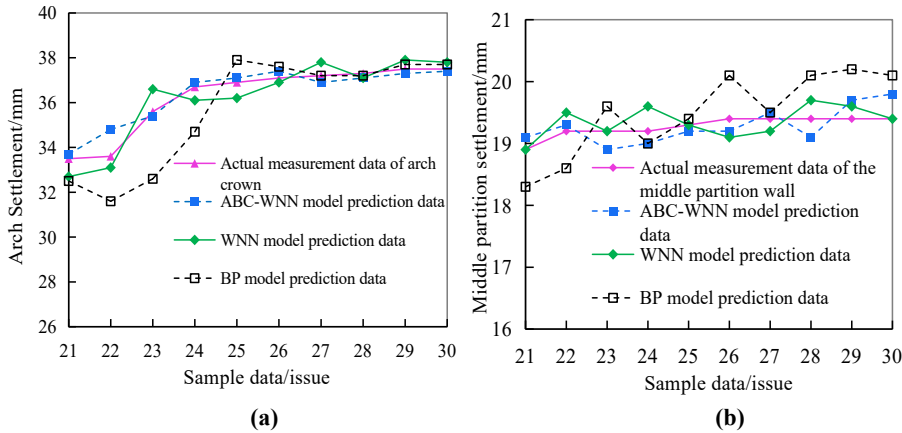 Arch Settlement/mm
40
38
36
34
32
30
28
26
21 22 23 24 25 26 27 28 29 30
Sample data/issue
Actual measurement data of arch
crown
ABC-WNN model prediction data
WNN model prediction data
BP model prediction data
(a)
Middle partition settlement/mm
21
20
19
18
17
16
21 22 23 24 25 26 27 28 29 30
Sample data/issue
Actual measurement data of the
middle partition wall
ABC-WNN model prediction
data
WNN model prediction data
BP model prediction data
(b)